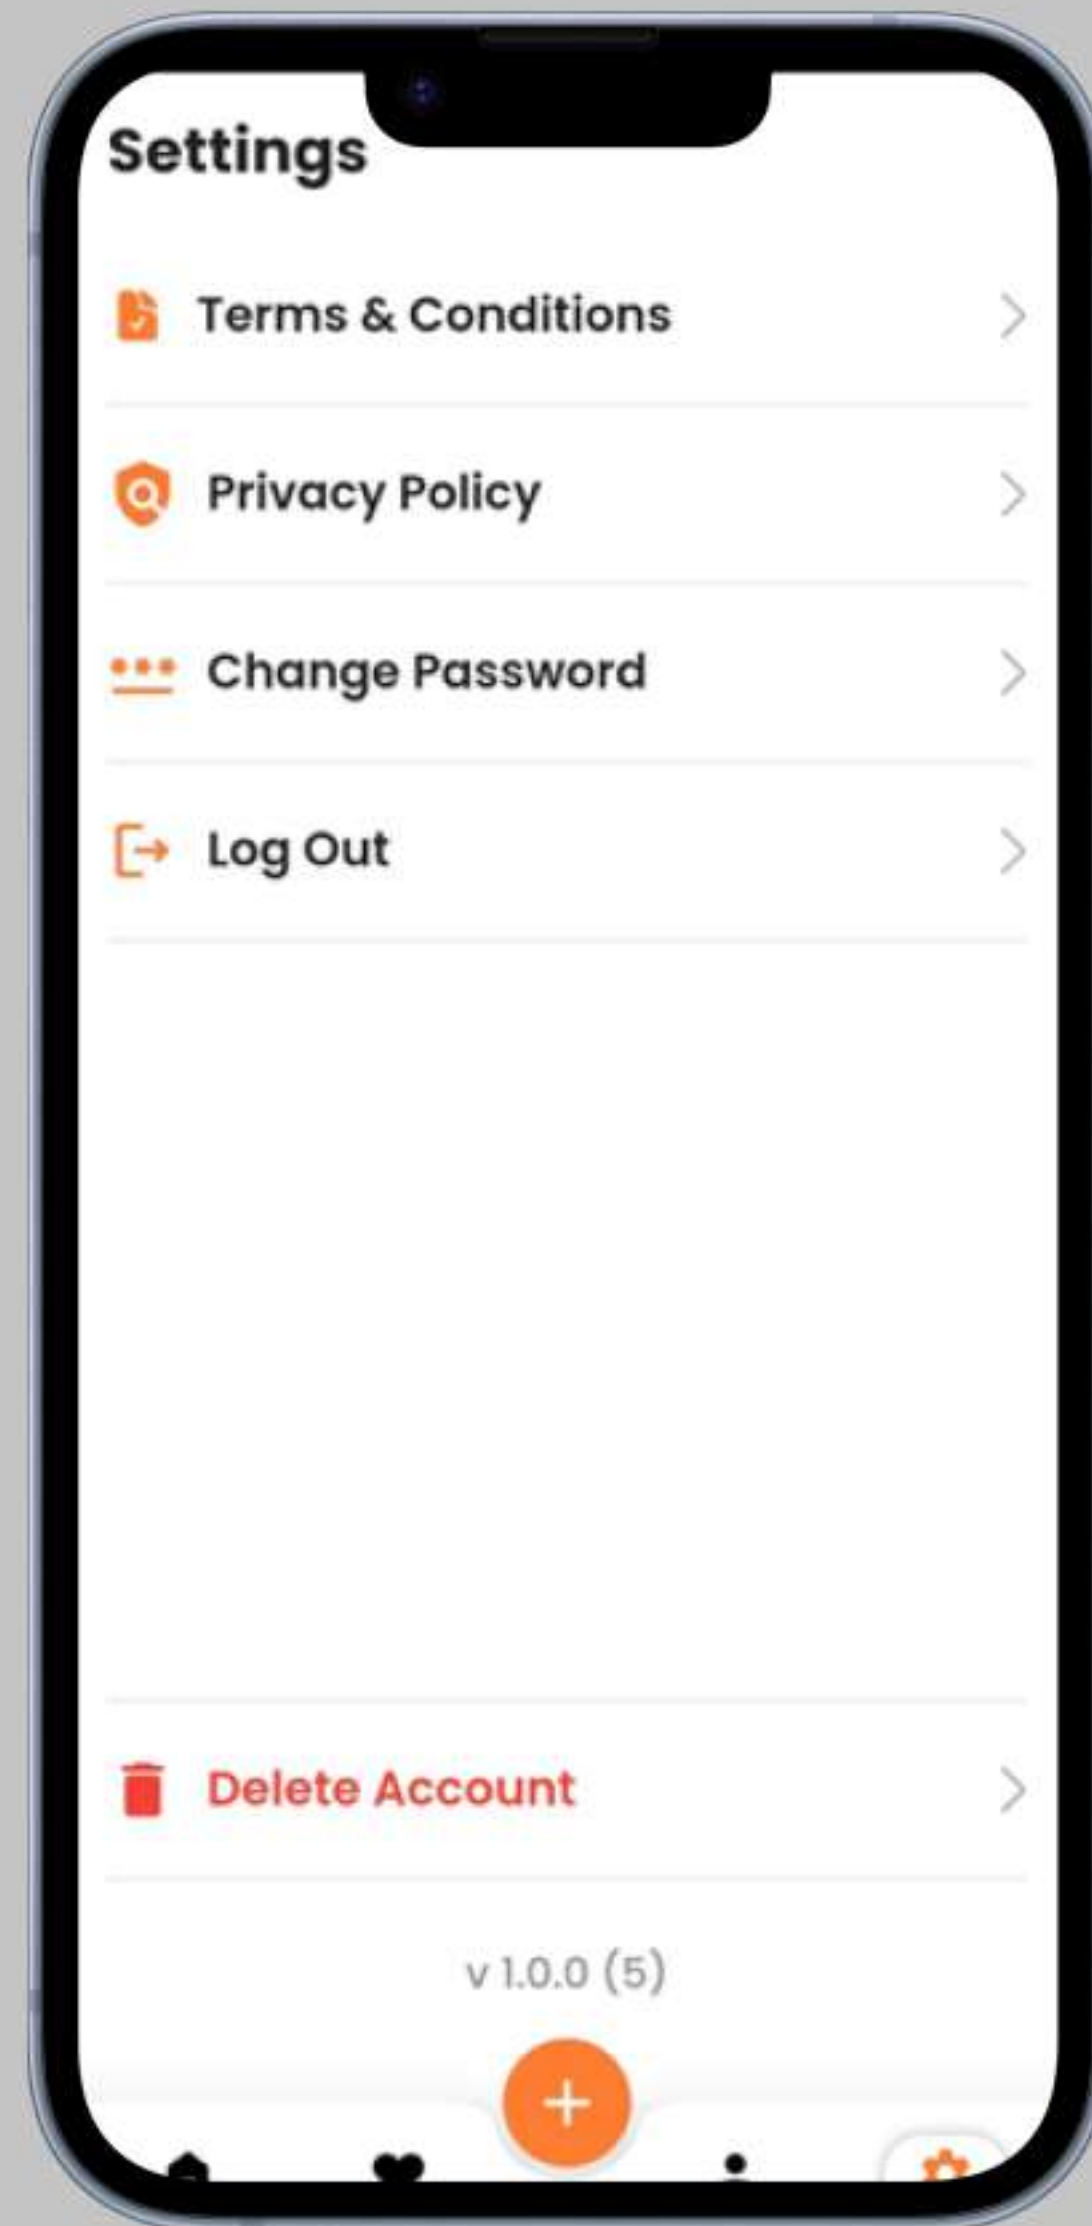 Settings
Terms & Conditions
Privacy Policy
Change Password
Log Out
Delete Account
v 1.0.0 (5)